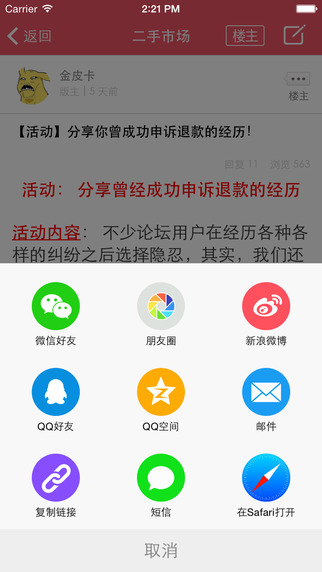 Carrier 2:21 PM
返回 二手市场 楼主
金皮卡
版主 | 5 天前
楼主
【活动】分享你曾成功申诉退款的经历！
回复 11 浏览 563
活动： 分享曾经成功申诉退款的经历
活动内容： 不少论坛用户在经历各种各
样的纠纷之后选择隐忍，其实，我们还
微信好友 朋友圈 新浪微博
QQ好友 QQ空间 邮件
复制链接 短信 在Safari打开
取消